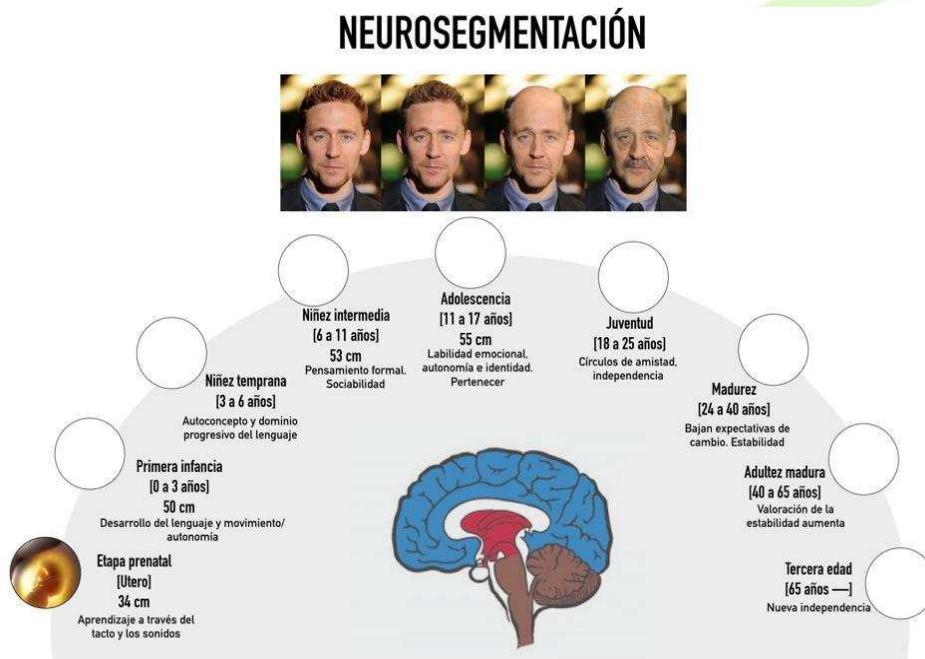 NEUROSEGMENTACIÓN
Etapa prenatal
[Utero]
34 cm
Aprendizaje a través del
tacto y los sonidos
Primera infancia
[0 a 3 años]
50 cm
Desarrollo del lenguaje y movimiento/
autonomía
Niñez temprana
[3 a 6 años]
Autoconcepto y dominio
progresivo del lenguaje
Niñez intermedia
[6 a 11 años]
53 cm
Pensamiento formal.
Sociabilidad
Adolescencia
[11 a 17 años]
55 cm
Labilidad emocional,
autonomía e identidad.
Pertenecer
Juventud
[18 a 25 años]
Círculos de amistad,
independencia
Madurez
[24 a 40 años]
Bajan expectativas de
cambio. Estabilidad
Adultez madura
[40 a 65 años]
Valoración de la
estabilidad aumenta
Tercera edad
[65 años —]
Nueva independencia